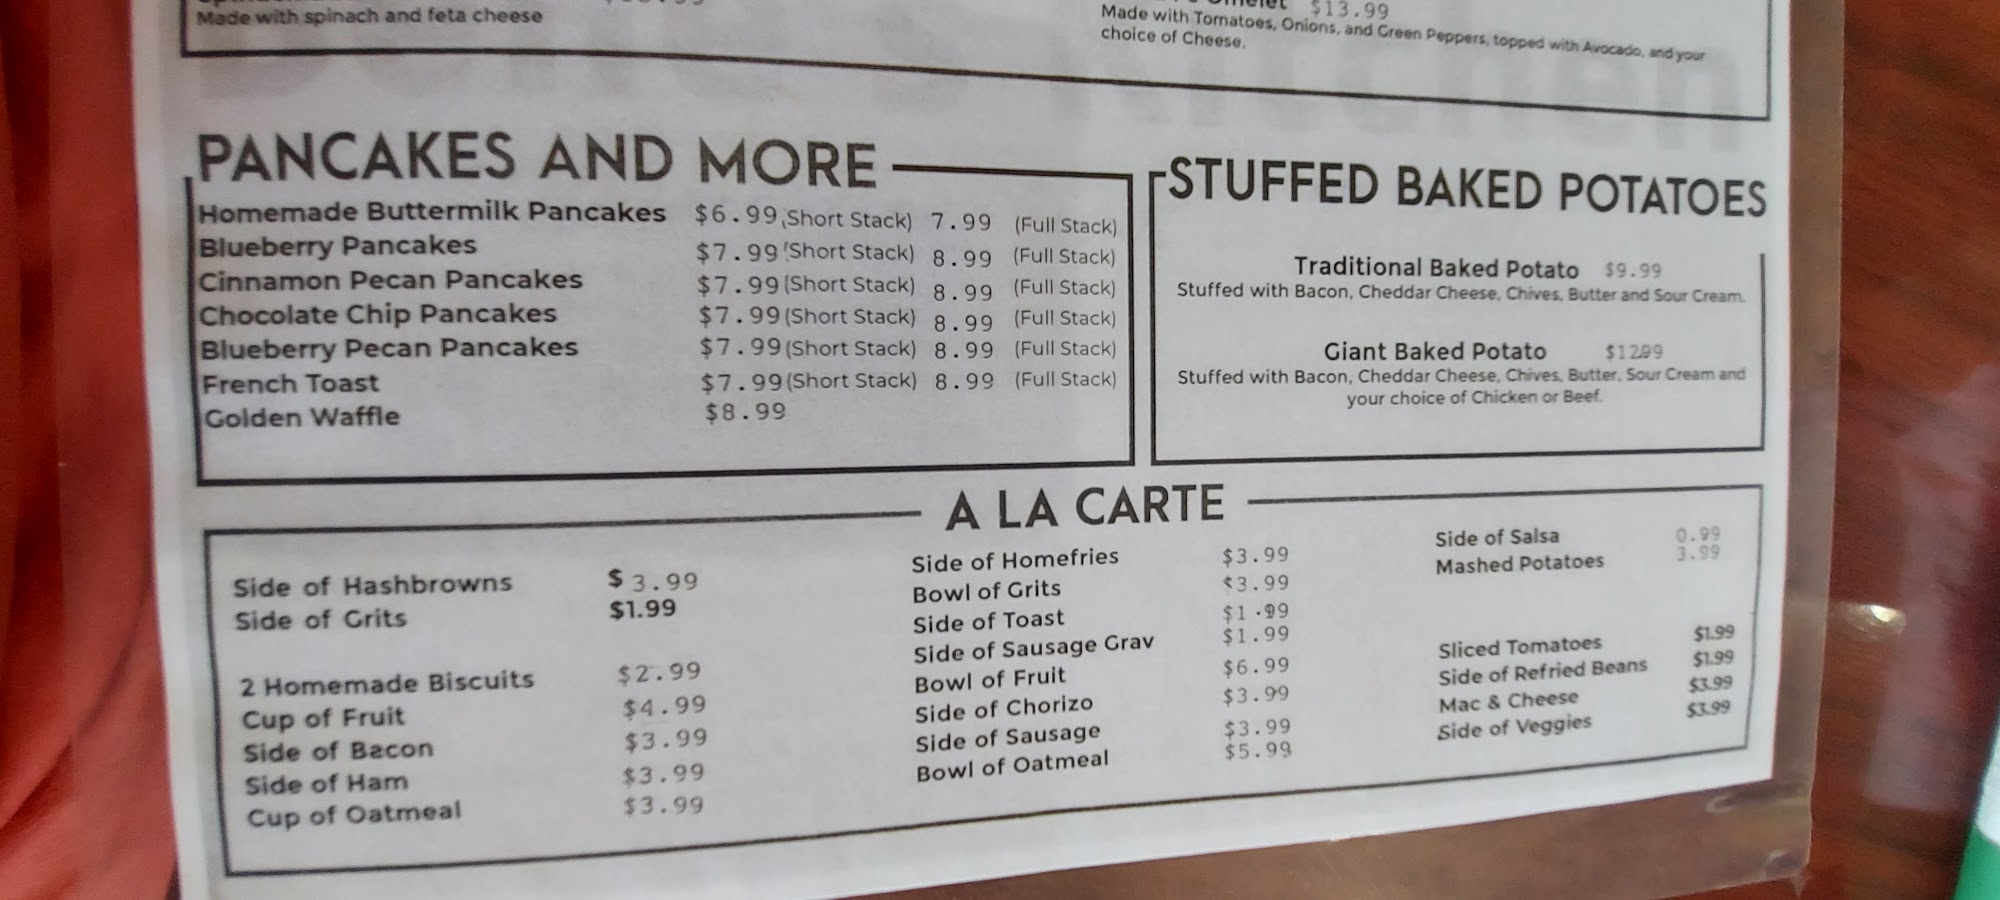 Made with spinach and feta cheese
$13.99
Made with Tomatoes, Onions, and Green Peppers, topped with Avocado, and your
choice of Cheese.
PANCAKES AND MORE
Homemade Buttermilk Pancakes $6.99 (Short Stack) 7.99 (Full Stack)
Blueberry Pancakes $7.99 (Short Stack) 8.99 (Full Stack)
Cinnamon Pecan Pancakes $7.99 (Short Stack) 8.99 (Full Stack)
Chocolate Chip Pancakes $7.99 (Short Stack) 8.99 (Full Stack)
Blueberry Pecan Pancakes $7.99 (Short Stack) 8.99 (Full Stack)
French Toast $7.99 (Short Stack) 8.99 (Full Stack)
Golden Waffle $8.99
STUFFED BAKED POTATOES
Traditional Baked Potato $9.99
Stuffed with Bacon, Cheddar Cheese, Chives, Butter and Sour Cream.
Giant Baked Potato $12.99
Stuffed with Bacon, Cheddar Cheese, Chives, Butter, Sour Cream and
your choice of Chicken or Beef.
A LA CARTE
Side of Hashbrowns $3.99
Side of Grits $1.99
2 Homemade Biscuits $2.99
Cup of Fruit $4.99
Side of Bacon $3.99
Side of Ham $3.99
Cup of Oatmeal $3.99
Side of Homefries $3.99
Bowl of Grits $3.99
Side of Toast $1.99
Side of Sausage Grav $1.99
Bowl of Fruit $6.99
Side of Chorizo $3.99
Side of Sausage $3.99
Bowl of Oatmeal $5.99
Side of Salsa 0.99
Mashed Potatoes 3.99
Sliced Tomatoes $1.99
Side of Refried Beans $1.99
Mac & Cheese $3.99
Side of Veggies $3.99